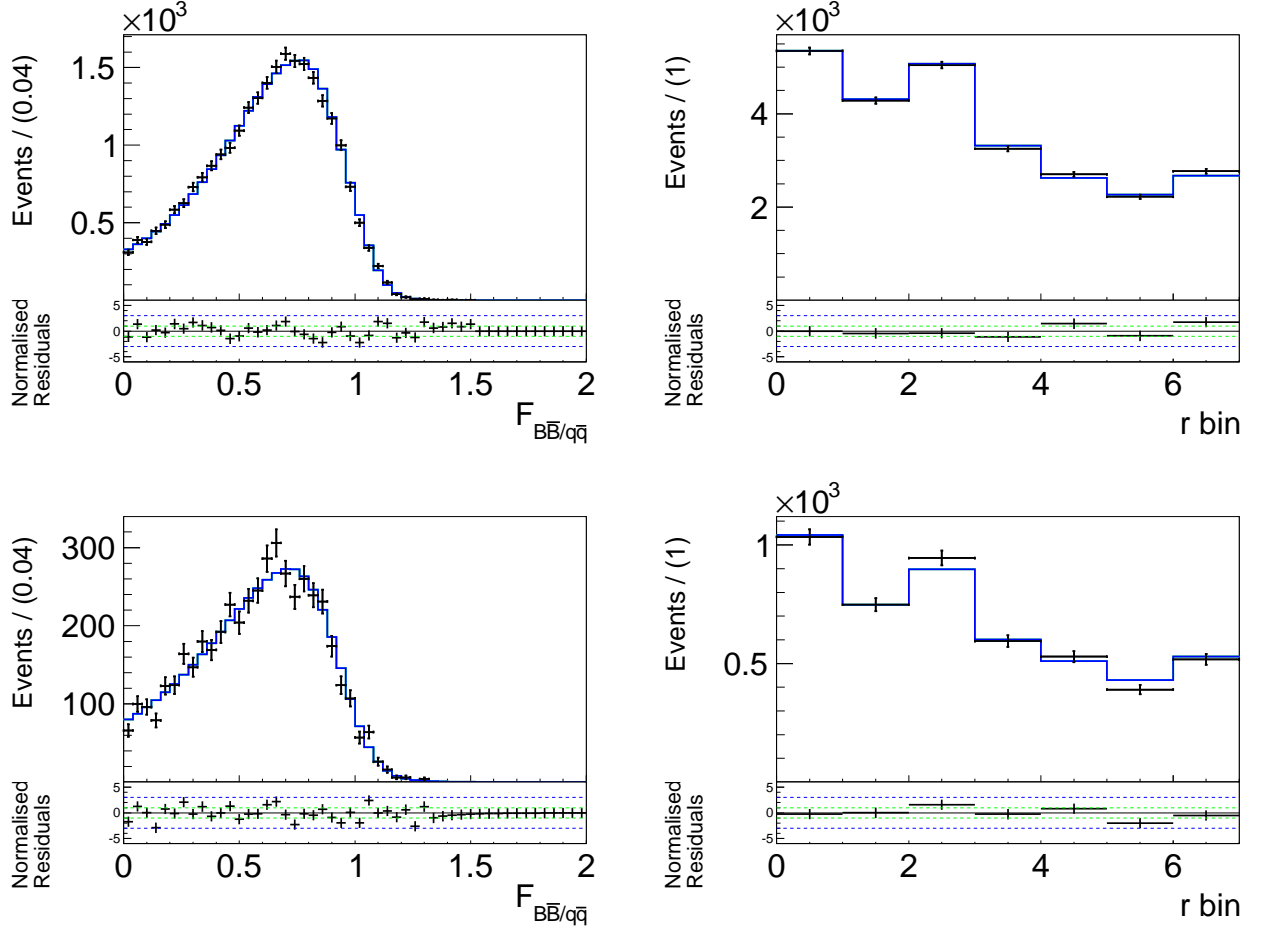 ×10³
Events / (0.04)
1.5
1
0.5
Normalised
Residuals
5
0
-5
0 0.5 1 1.5 2
F_BB̅/qq̅
×10³
Events / (1)
4
2
Normalised
Residuals
5
0
-5
0 2 4 6
r bin
Events / (0.04)
300
200
100
Normalised
Residuals
5
0
-5
0 0.5 1 1.5 2
F_BB̅/qq̅
×10³
Events / (1)
1
0.5
Normalised
Residuals
5
0
-5
0 2 4 6
r bin